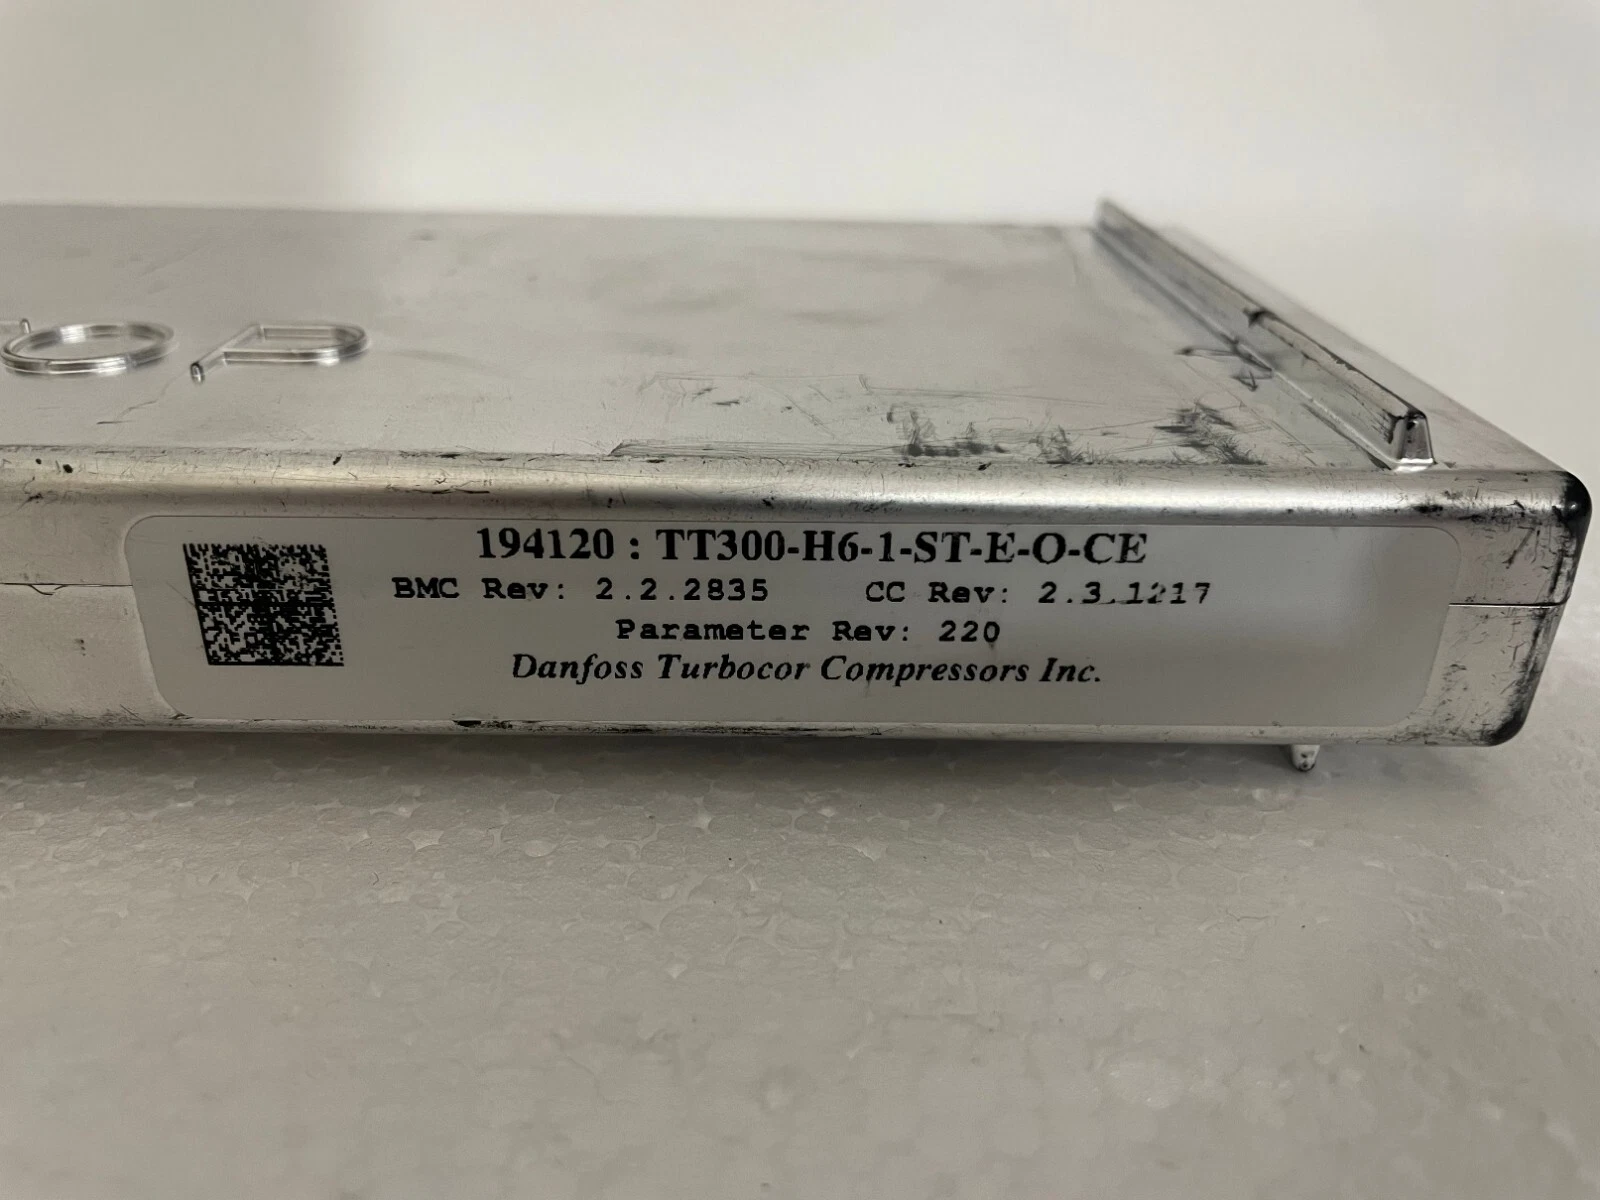 OP
194120 : TT300-H6-1-ST-E-O-CE
BMC Rev: 2.2.2835 CC Rev: 2.3.1217
Parameter Rev: 220
Danfoss Turbocor Compressors Inc.